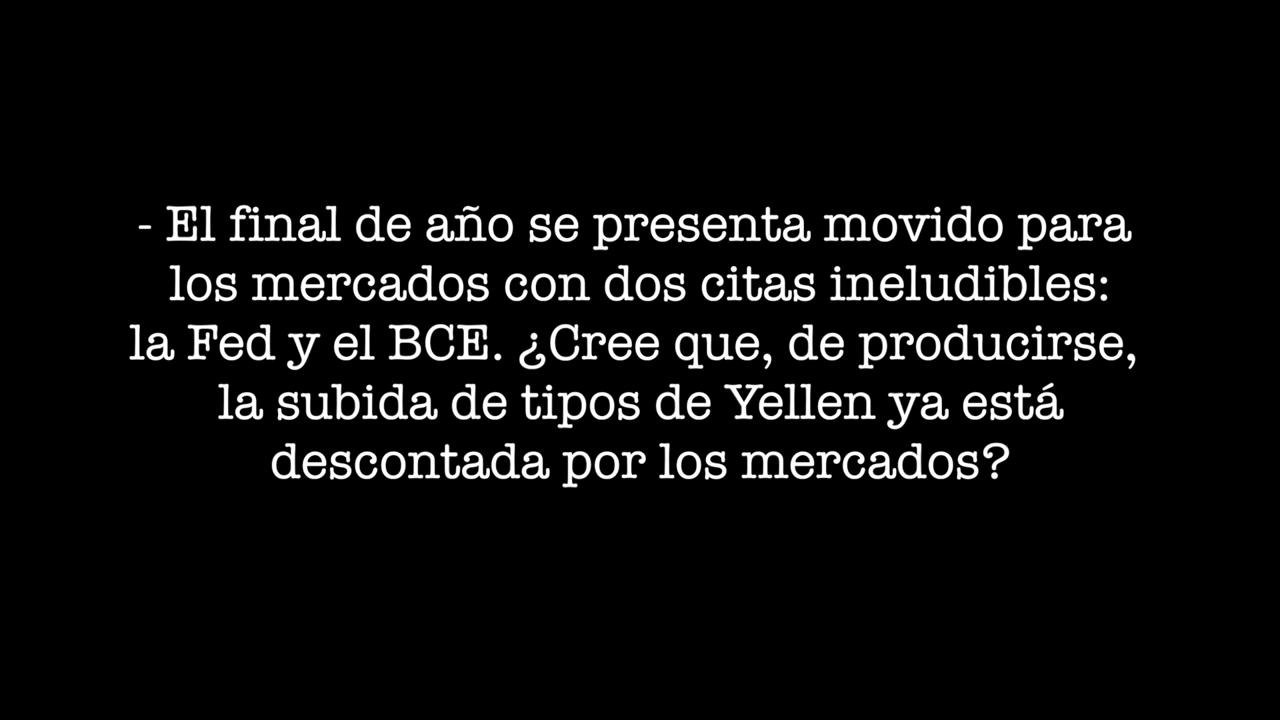 - El final de año se presenta movido para
los mercados con dos citas ineludibles:
la Fed y el BCE. ¿Cree que, de producirse,
la subida de tipos de Yellen ya está
descontada por los mercados?